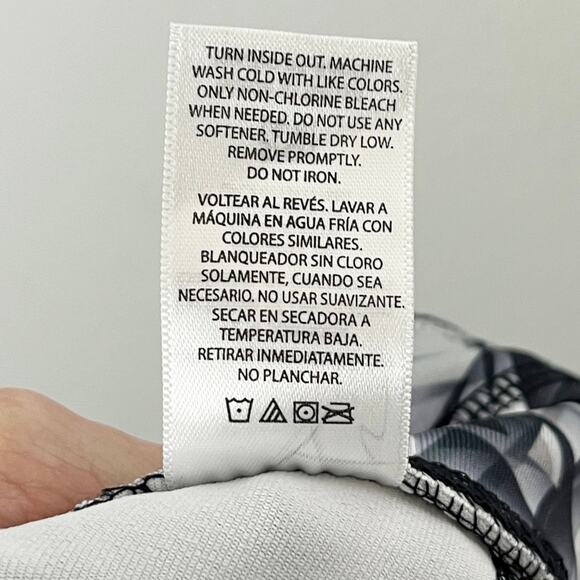 TURN INSIDE OUT. MACHINE
WASH COLD WITH LIKE COLORS.
ONLY NON-CHLORINE BLEACH
WHEN NEEDED. DO NOT USE ANY
SOFTENER. TUMBLE DRY LOW.
REMOVE PROMPTLY.
DO NOT IRON.
VOLTEAR AL REVÉS. LAVAR A
MÁQUINA EN AGUA FRÍA CON
COLORES SIMILARES.
BLANQUEADOR SIN CLORO
SOLAMENTE, CUANDO SEA
NECESARIO. NO USAR SUAVIZANTE.
SECAR EN SECADORA A
TEMPERATURA BAJA.
RETIRAR INMEDIATAMENTE.
NO PLANCHAR.